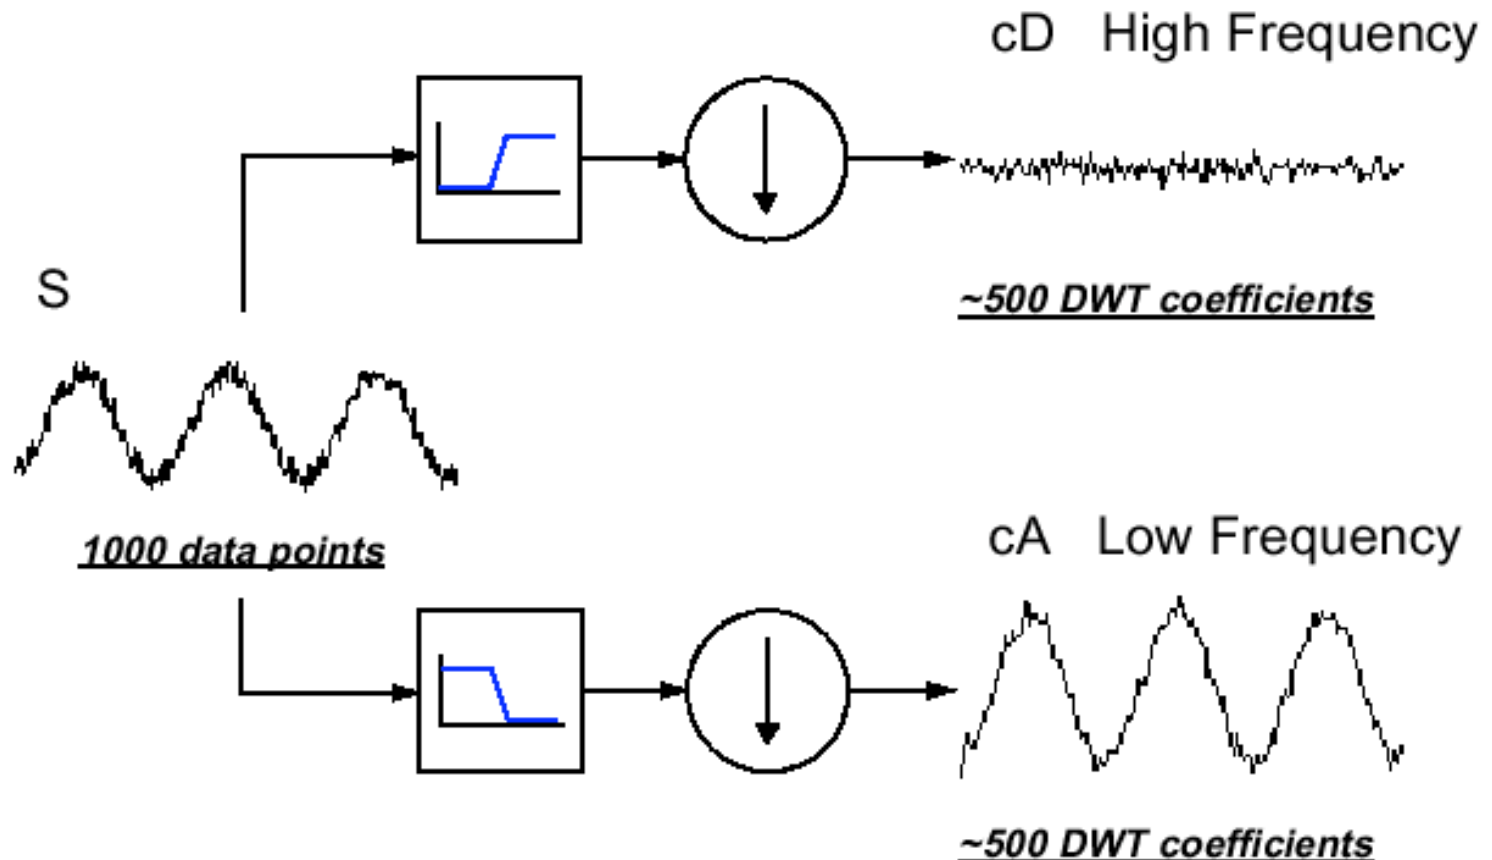 cD High Frequency
~500 DWT coefficients
S
1000 data points
cA Low Frequency
~500 DWT coefficients